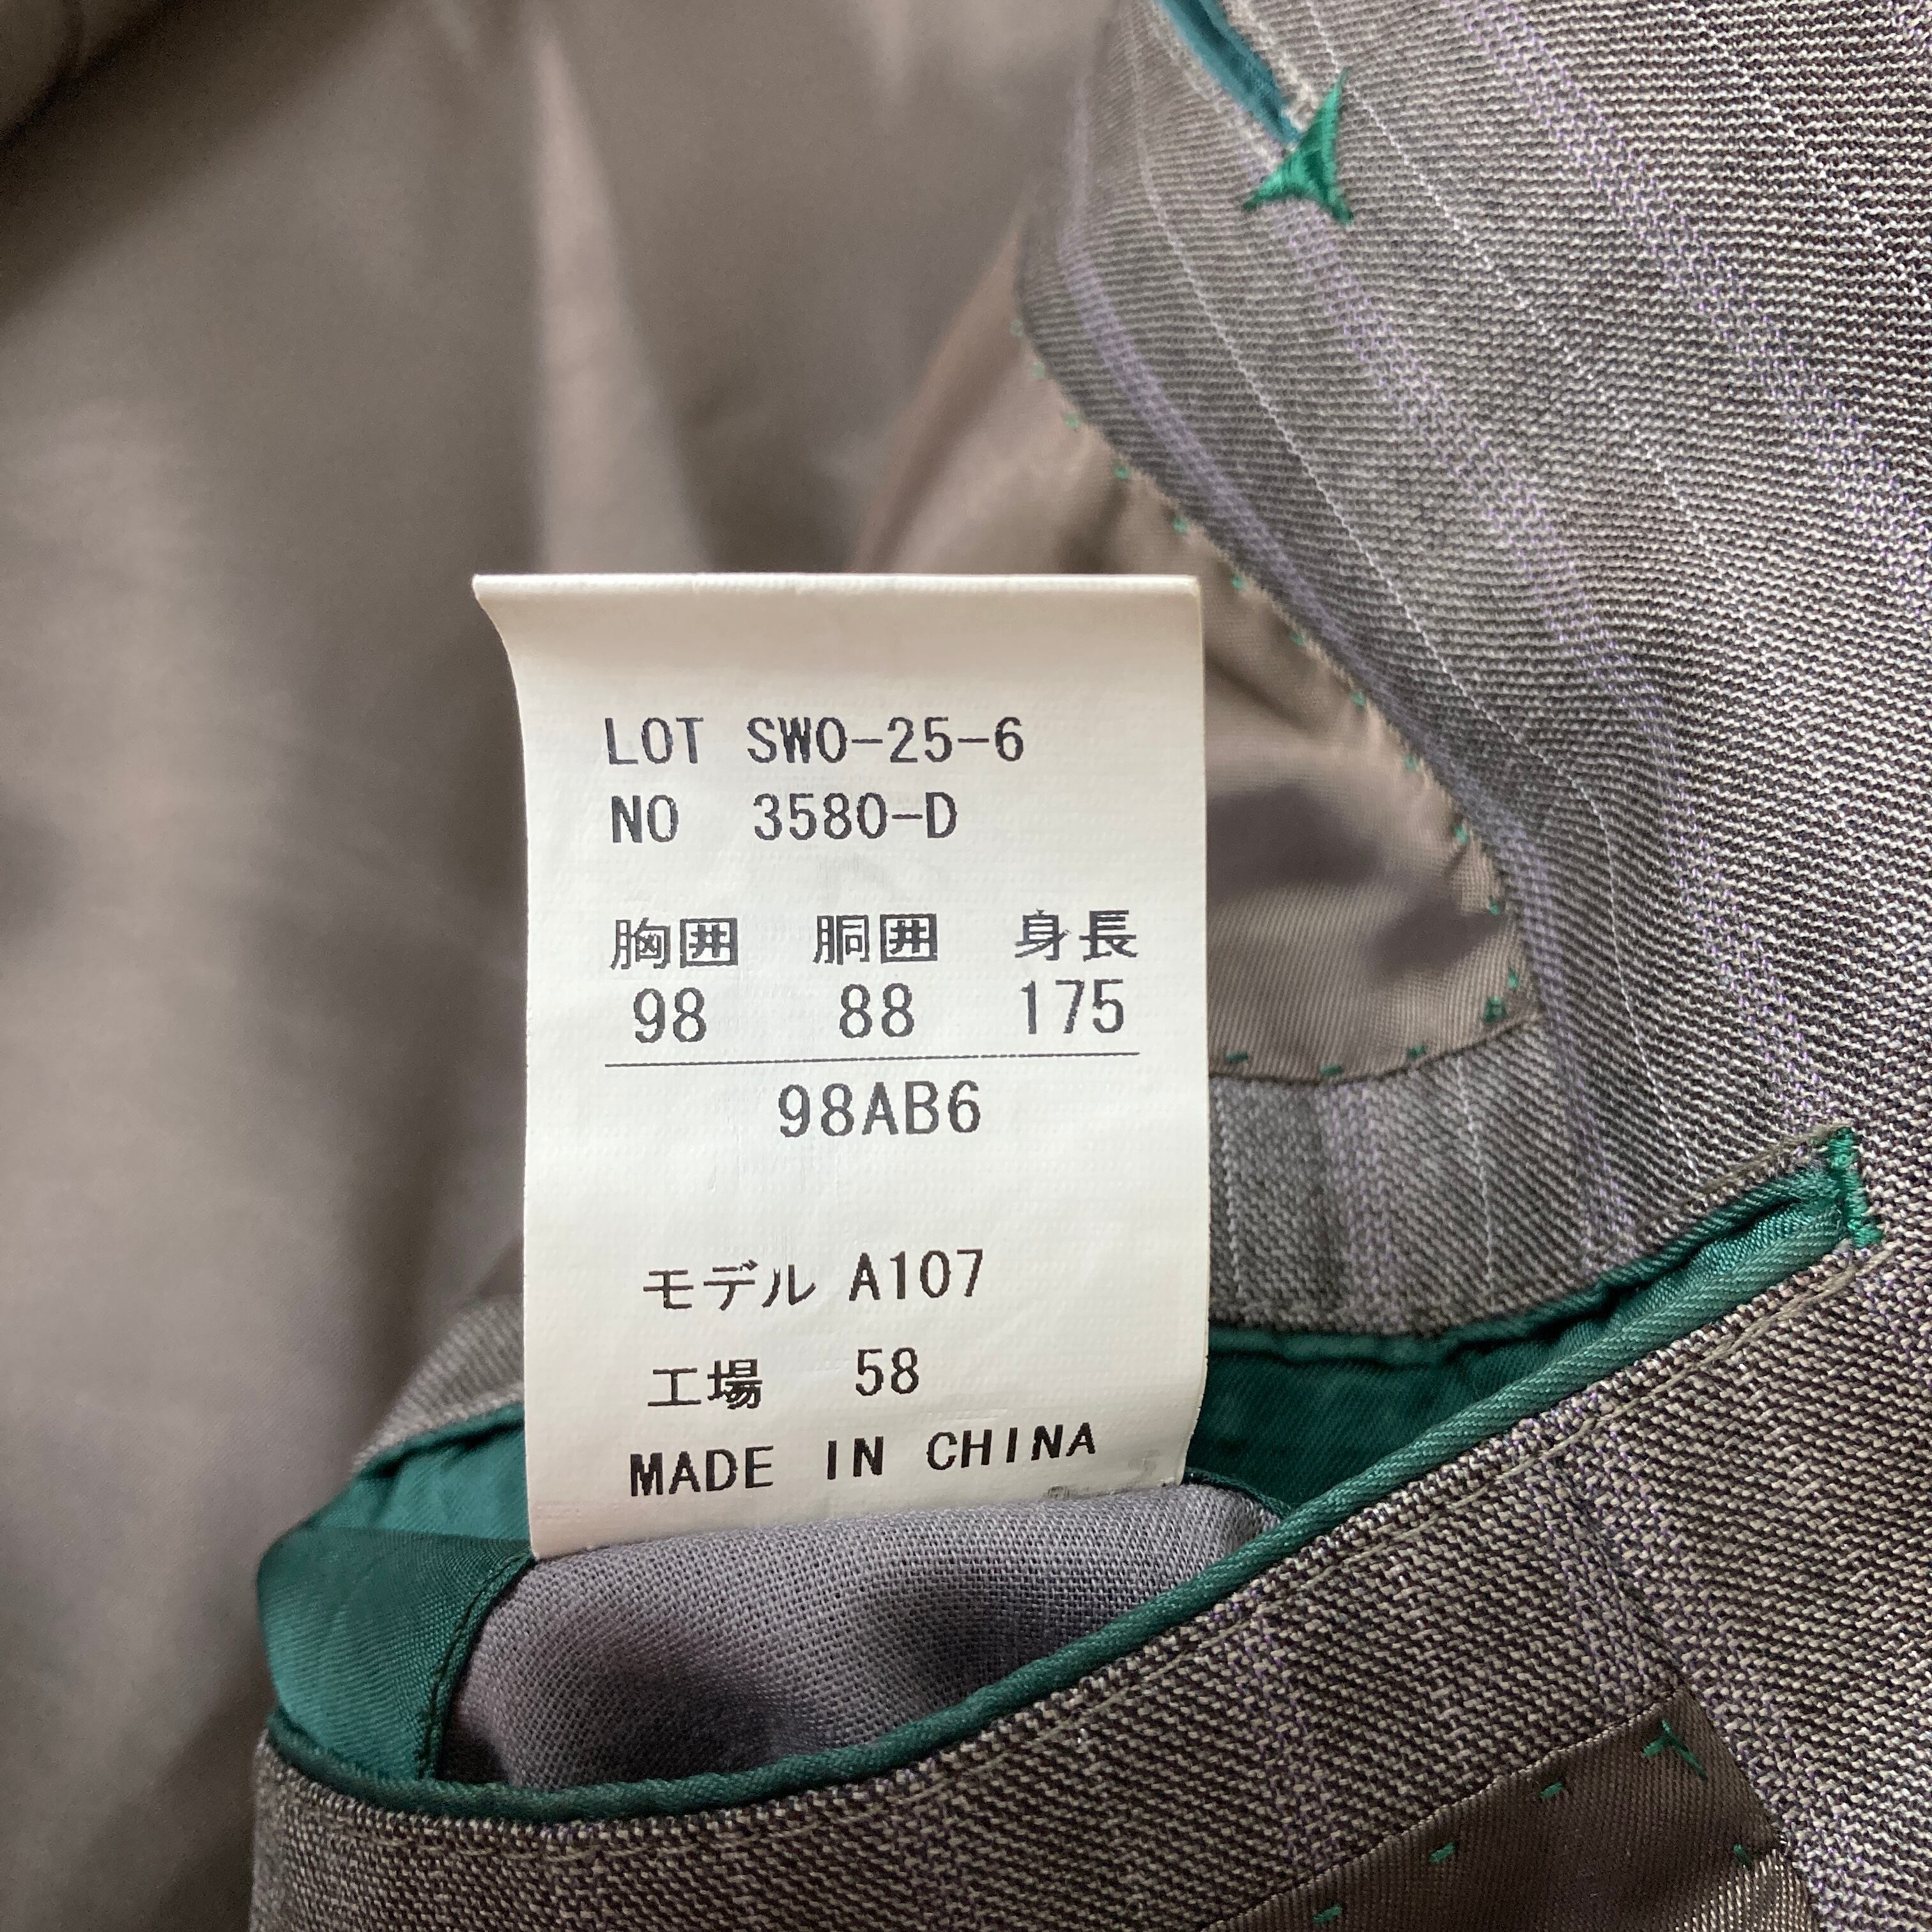 LOT SWO-25-6
NO 3580-D
胸囲 胴囲 身長
98 88 175
98AB6
モデル A107
工場 58
MADE IN CHINA